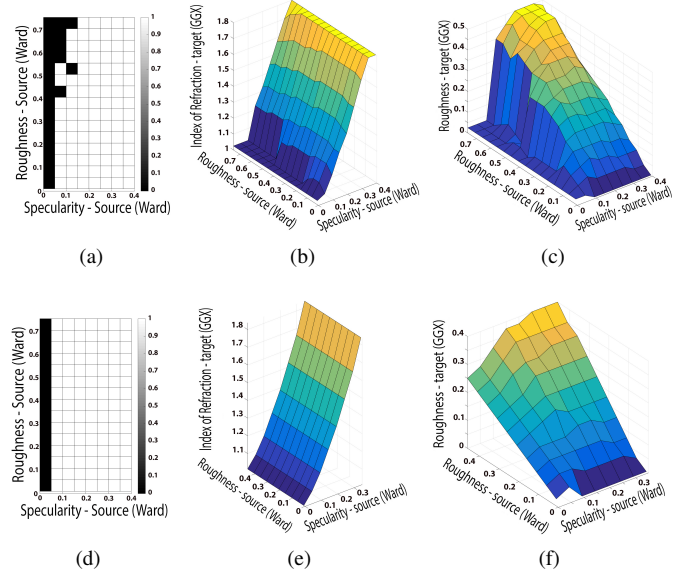 1
0.9
0.8
0.7
0.6
0.5
0.4
0.3
0.2
0.1
0
0.7
0.6
0.5
0.4
0.3
0.2
0.1
0
0 0.1 0.2 0.3 0.4
Roughness - Source (Ward)
Specularity - Source (Ward)
(a)
1.8
1.7
1.6
1.5
1.4
1.3
1.2
1.1
1
Index of Refraction - target (GGX)
0.7 0.6 0.5 0.4 0.3 0.2 0.1 0
Roughness - source (Ward)
0 0.1 0.2 0.3 0.4
Specularity - source (Ward)
(b)
0.5
0.4
0.3
0.2
0.1
0
Roughness - target (GGX)
0.7 0.6 0.5 0.4 0.3 0.2 0.1 0
Roughness - source (Ward)
0 0.1 0.2 0.3 0.4
Specularity - source (Ward)
(c)
1
0.9
0.8
0.7
0.6
0.5
0.4
0.3
0.2
0.1
0
0.7
0.6
0.5
0.4
0.3
0.2
0.1
0
0 0.1 0.2 0.3 0.4
Roughness - Source (Ward)
Specularity - Source (Ward)
(d)
1.8
1.7
1.6
1.5
1.4
1.3
1.2
1.1
Index of Refraction - target (GGX)
0.4 0.3 0.2 0.1 0
Roughness - source (Ward)
0 0.1 0.2 0.3
Specularity - source (Ward)
(e)
0.4
0.3
0.2
0.1
0
Roughness - target (GGX)
0.4 0.3 0.2 0.1 0
Roughness - source (Ward)
0 0.1 0.2 0.3
Specularity - source (Ward)
(f)